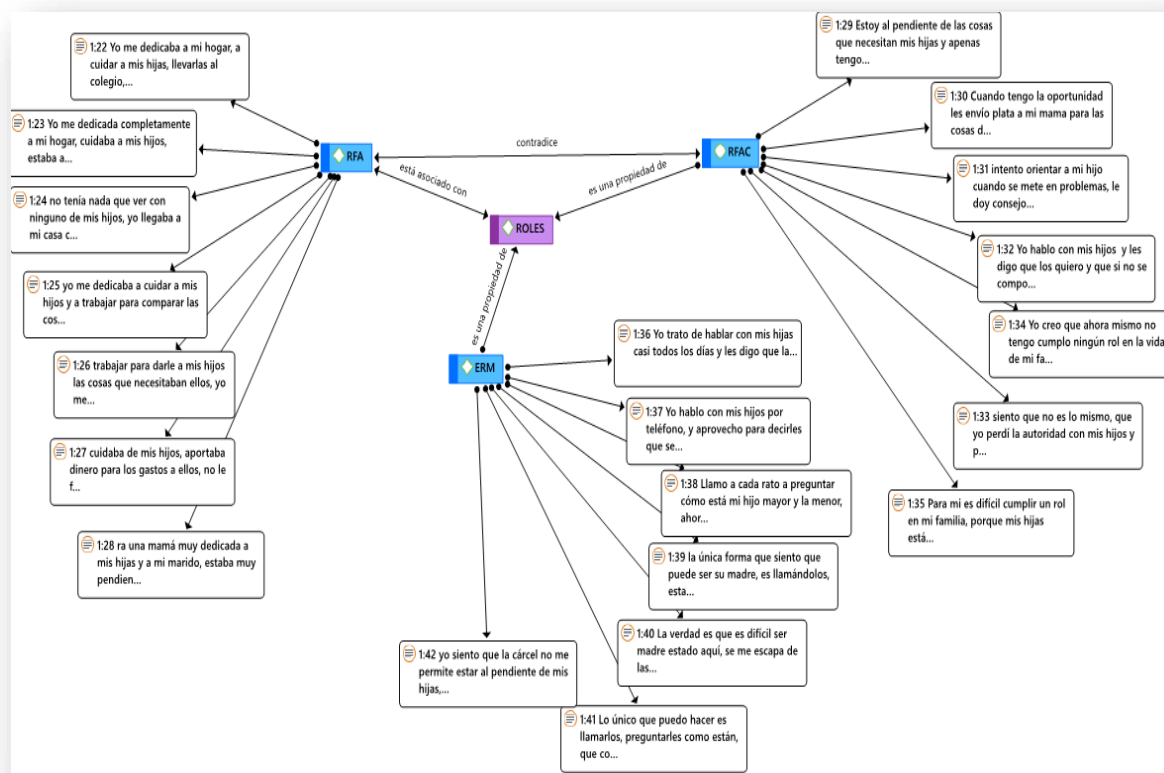 1:22 Yo me dedicaba a mi hogar, a
cuidar a mis hijas, llevarlas al
colegio,...
1:23 Yo me dedicada completamente
a mi hogar, cuidaba a mis hijos,
estaba a...
1:24 no tenía nada que ver con
ninguno de mis hijos, yo llegaba a
mi casa c...
1:25 yo me dedicaba a cuidar a mis
hijos y a trabajar para comparar las
cos...
1:26 trabajar para darle a mis hijos
las cosas que necesitaban ellos, yo
me...
1:27 cuidaba de mis hijos, aportaba
dinero para los gastos a ellos, no le
f...
1:28 ra una mamá muy dedicada a
mis hijas y a mi marido, estaba muy
pendien...
RFA
contradice
RFAC
está asociado con
es una propiedad de
ROLES
es una propiedad de
ERM
1:29 Estoy al pendiente de las cosas
que necesitan mis hijas y apenas
tengo...
1:30 Cuando tengo la oportunidad
les envío plata a mi mama para las
cosas d...
1:31 intento orientar a mi hijo
cuando se mete en problemas, le
doy consejo...
1:32 Yo hablo con mis hijos y les
digo que los quiero y que si no se
compo...
1:34 Yo creo que ahora mismo no
tengo cumplo ningún rol en la vida
de mi fa...
1:33 siento que no es lo mismo, que
yo perdí la autoridad con mis hijos y
p...
1:35 Para mi es difícil cumplir un rol
en mi familia, porque mis hijas
está...
1:36 Yo trato de hablar con mis hijas
casi todos los días y les digo que la...
1:37 Yo hablo con mis hijos por
teléfono, y aprovecho para decirles
que se...
1:38 Llamo a cada rato a preguntar
cómo está mi hijo mayor y la menor,
ahor...
1:39 la única forma que siento que
puede ser su madre, es llamándolos,
esta...
1:40 La verdad es que es difícil ser
madre estado aquí, se me escapa de
las...
1:42 yo siento que la cárcel no me
permite estar al pendiente de mis
hijas,...
1:41 Lo único que puedo hacer es
llamarlos, preguntarles como están,
que co...